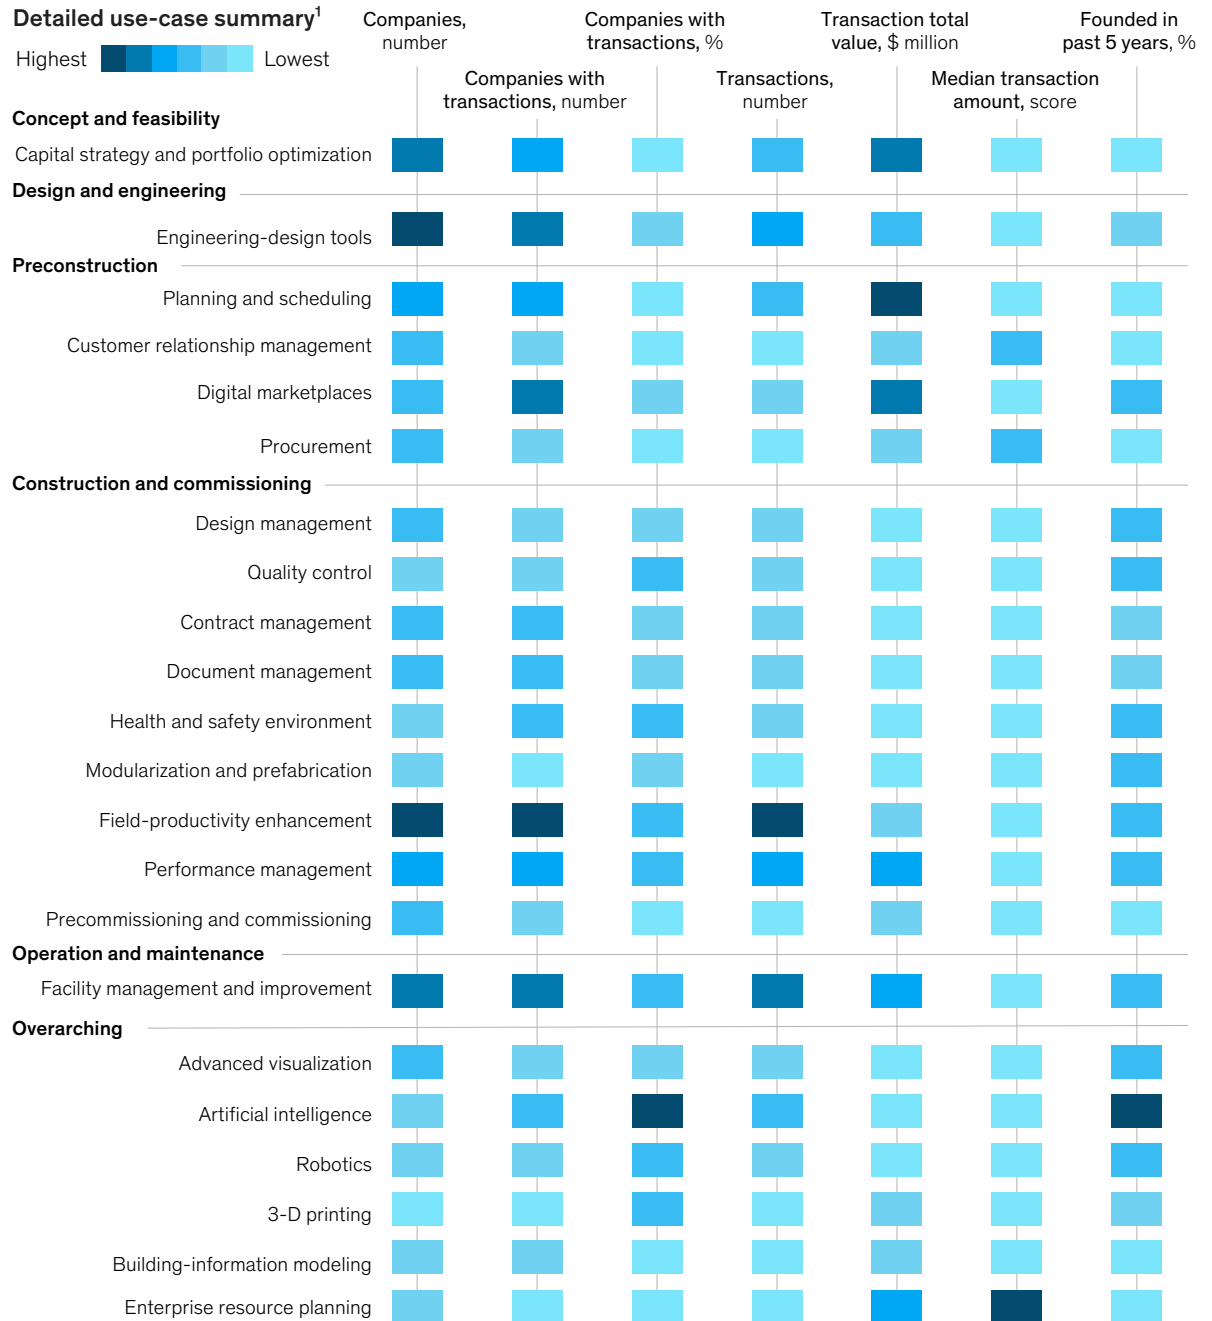 Detailed use-case summary1
Highest Lowest
Companies,
number
Companies with
transactions, number
Companies with
transactions, %
Transactions,
number
Transaction total
value, $ million
Median transaction
amount, score
Founded in
past 5 years, %
Concept and feasibility
Capital strategy and portfolio optimization
Design and engineering
Engineering-design tools
Preconstruction
Planning and scheduling
Customer relationship management
Digital marketplaces
Procurement
Construction and commissioning
Design management
Quality control
Contract management
Document management
Health and safety environment
Modularization and prefabrication
Field-productivity enhancement
Performance management
Precommissioning and commissioning
Operation and maintenance
Facility management and improvement
Overarching
Advanced visualization
Artificial intelligence
Robotics
3-D printing
Building-information modeling
Enterprise resource planning